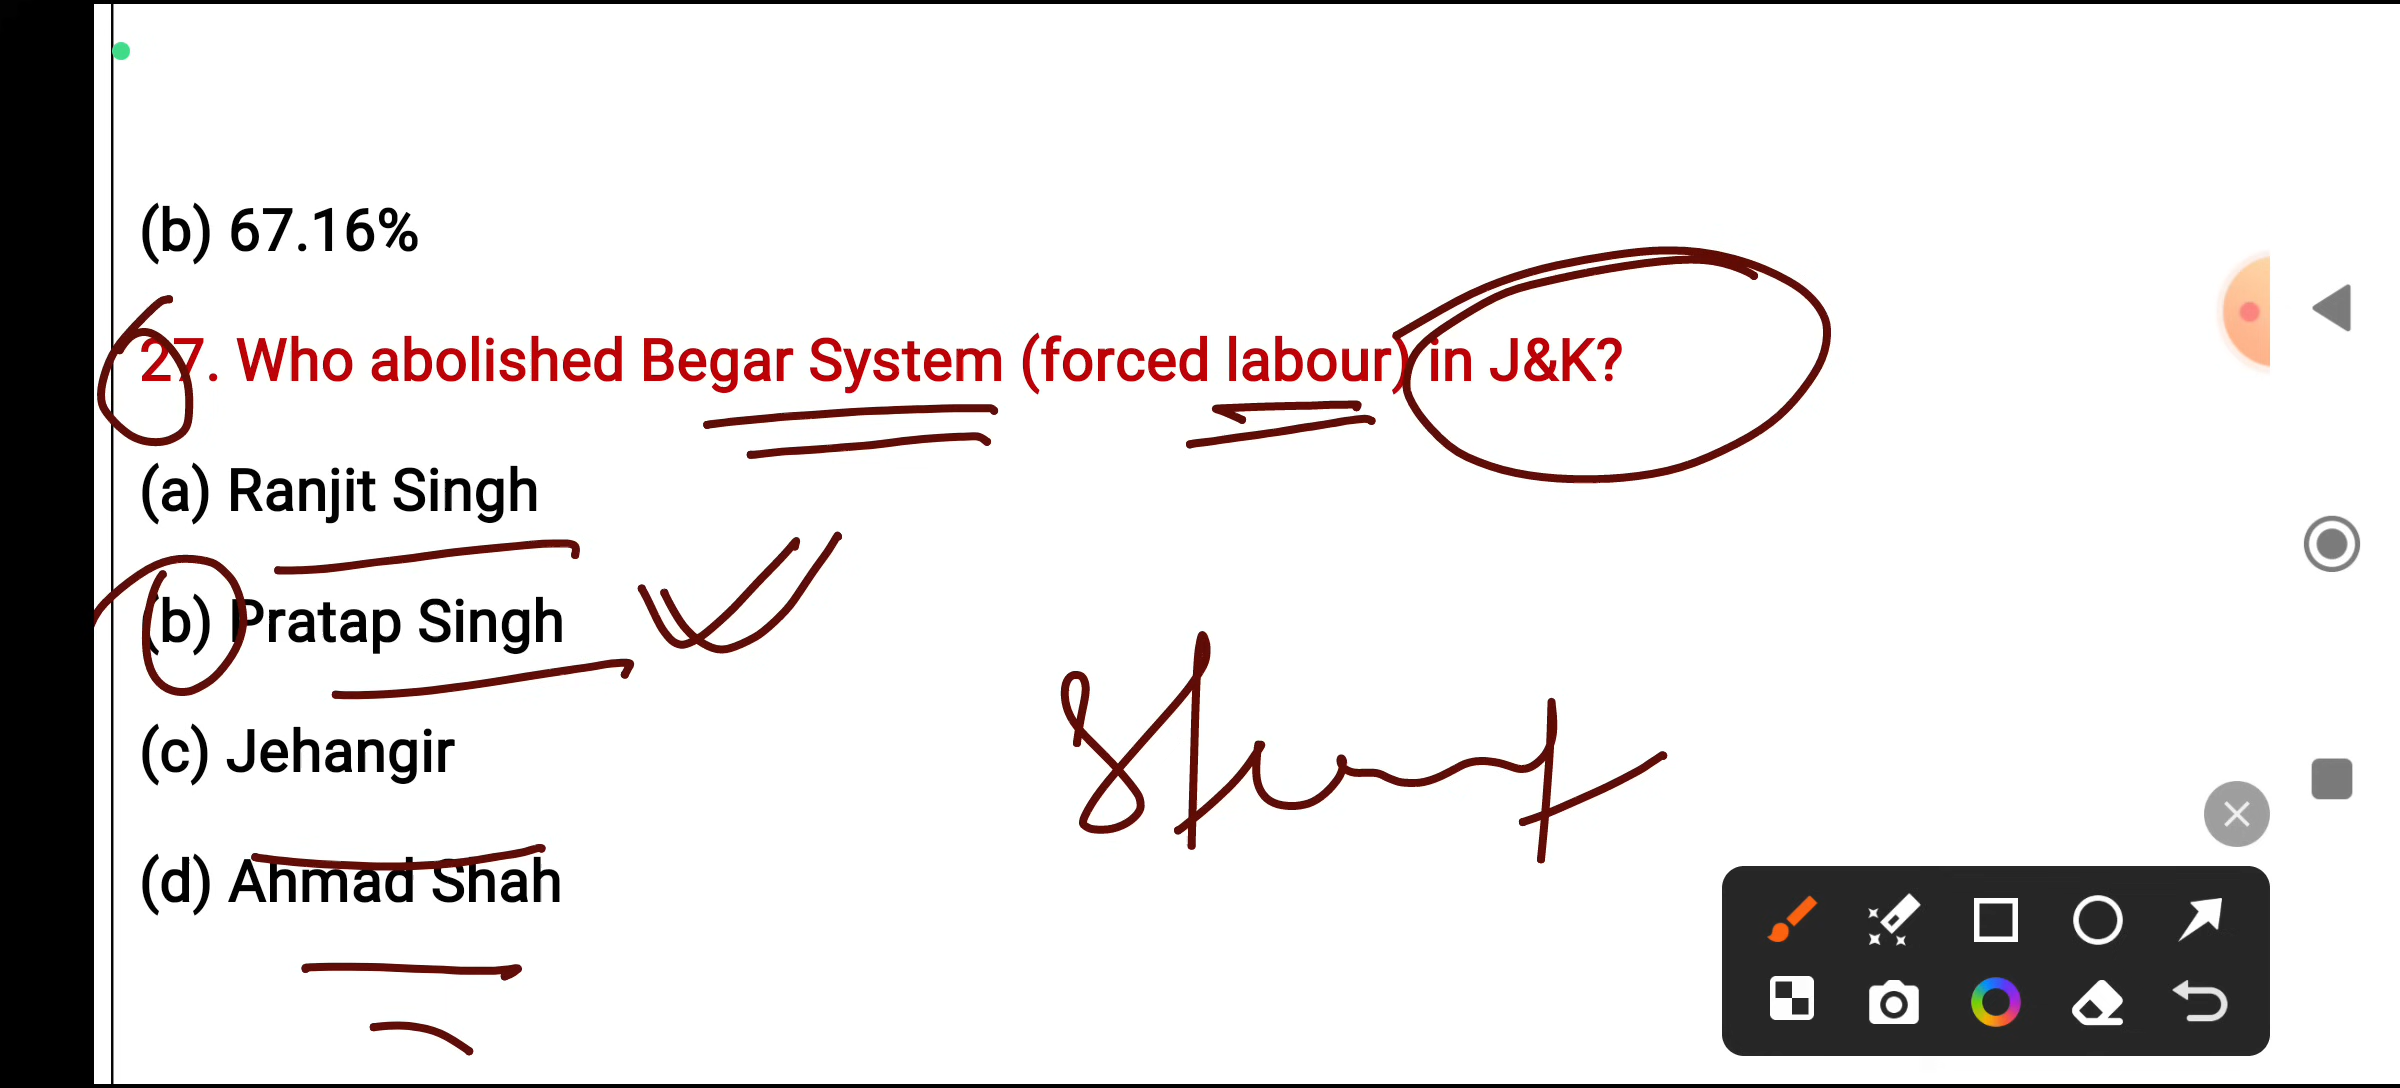 (b) 67.16%
27. Who abolished Begar System (forced labour) in J&K?
(a) Ranjit Singh
(b) Pratap Singh
(c) Jehangir
(d) Ahmad Shah